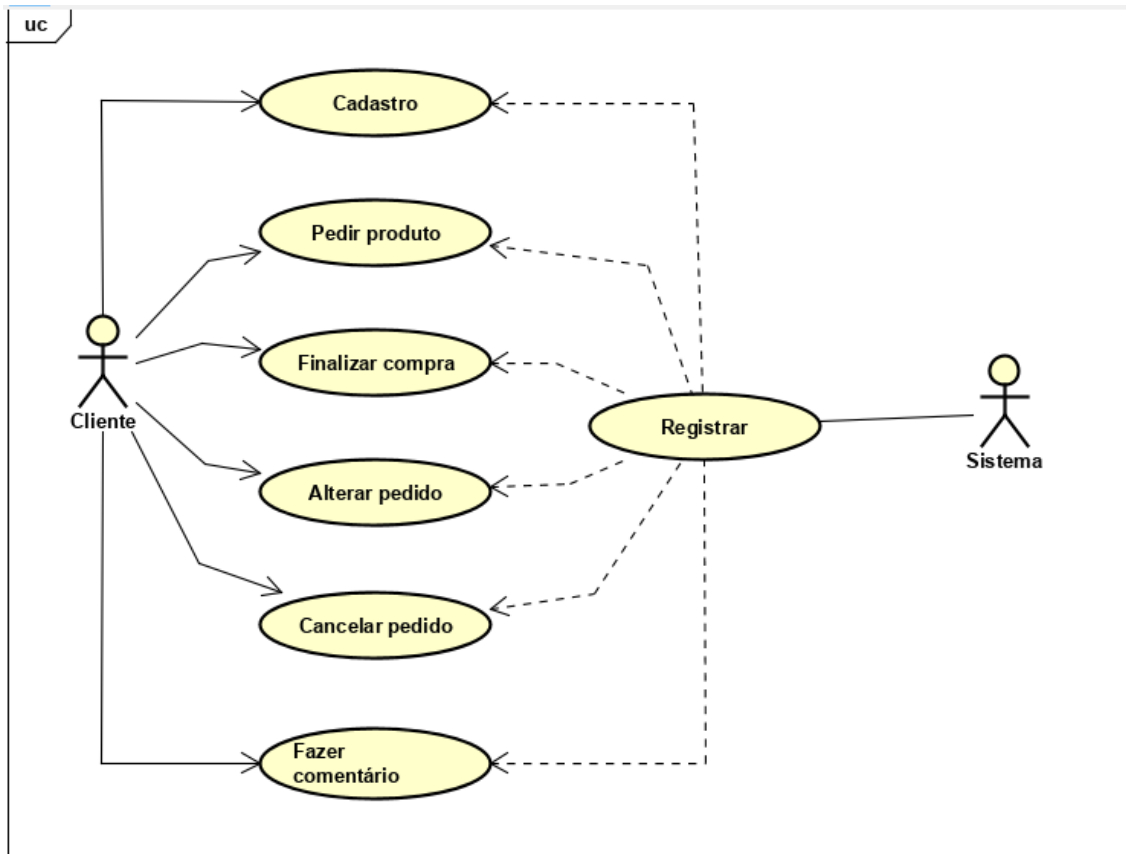 uc
Cadastro
Pedir produto
Finalizar compra
Cliente
Registrar
Sistema
Alterar pedido
Cancelar pedido
Fazer
comentário